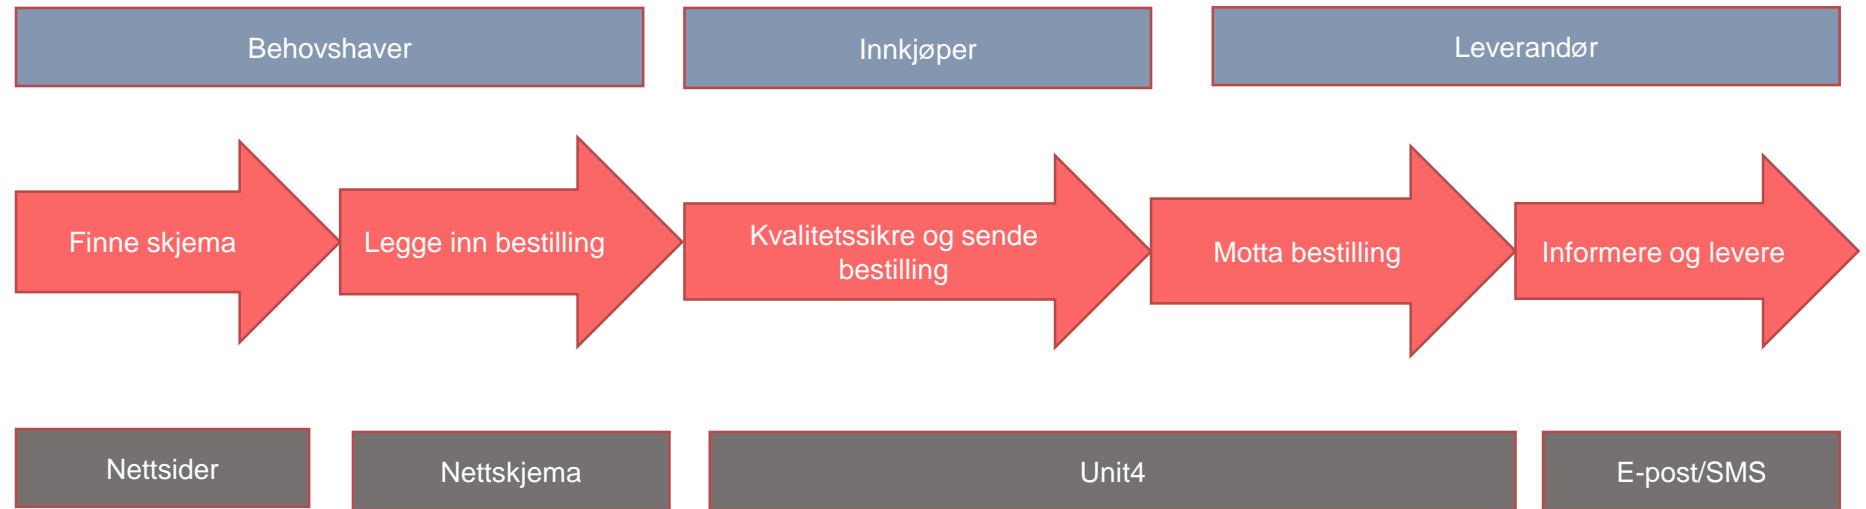 Behovshaver
Innkjøper
Leverandør
Finne skjema
Legge inn bestilling
Kvalitetssikre og sende
bestilling
Motta bestilling
Informere og levere
Nettsider
Nettskjema
Unit4
E-post/SMS